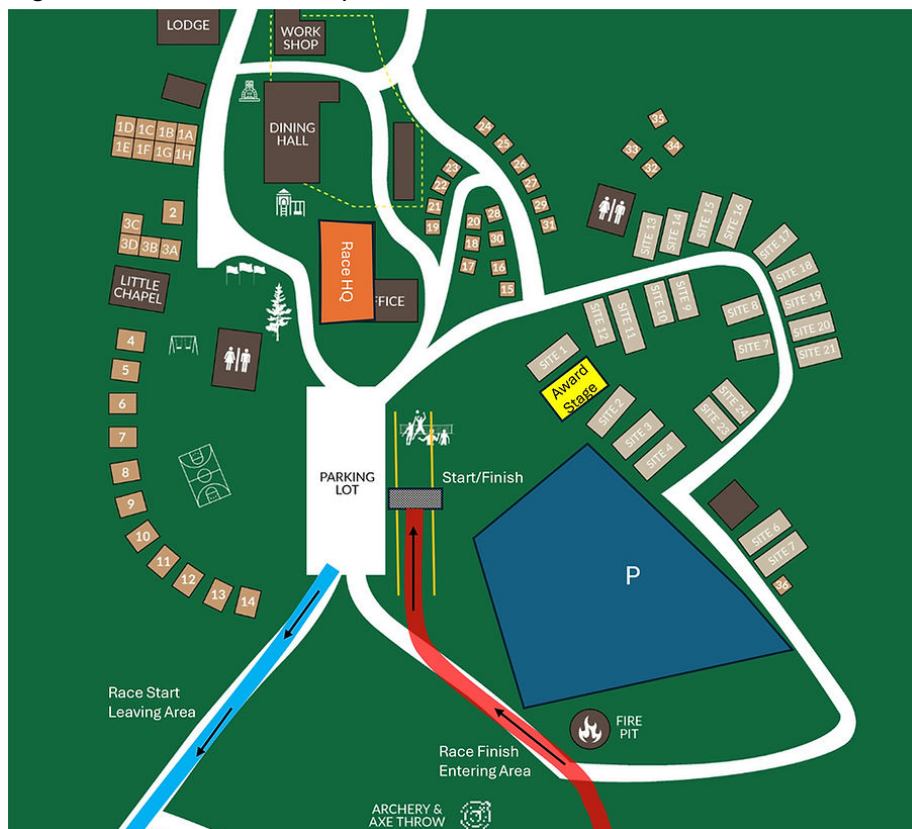 LODGE
WORK
SHOP
DINING
HALL
1D 1C 1B 1A
1E 1F 1G 1H
2
3C
3D 3B 3A
LITTLE
CHAPEL
Race HQ
FFICE
24
25
26
27
29
31
23
22
21
19
20
28
18
30
17
16
15
35
33
34
32
SITE 13
SITE 14
SITE 15
SITE 16
SITE 17
SITE 18
SITE 19
SITE 20
SITE 21
SITE 12
SITE 11
SITE 10
SITE 9
SITE 8
SITE 7
SITE 1
Award
Stage
SITE 2
SITE 3
SITE 4
SITE 24
SITE 23
4
5
6
7
8
9
10
11
12
13
14
PARKING
LOT
Start/Finish
P
SITE 6
SITE 7
36
Race Start
Leaving Area
Race Finish
Entering Area
FIRE
PIT
ARCHERY &
AXE THROW